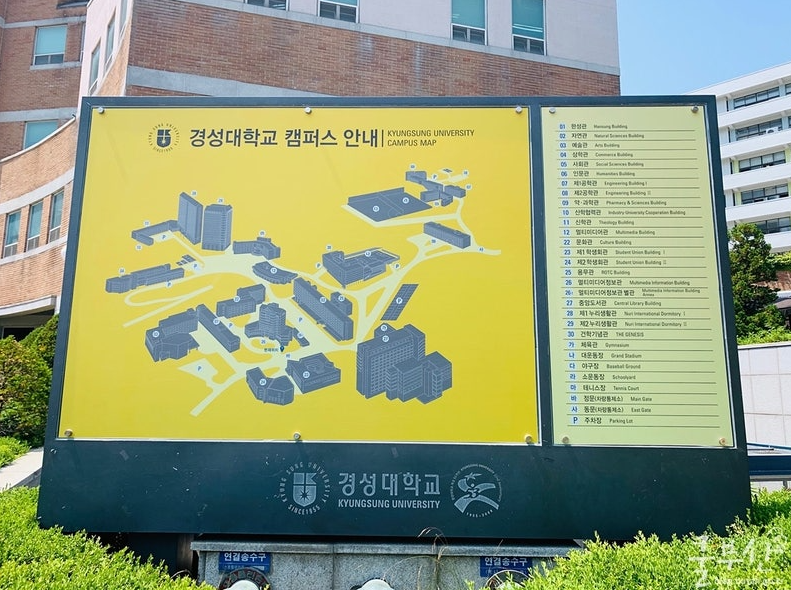 경성대학교 캠퍼스 안내 | KYUNGSUNG UNIVERSITY
CAMPUS MAP
01 한성관 Hansung Building
02 자연관 Natural Sciences Building
03 예술관 Arts Building
04 상학관 Commerce Building
05 사회관 Social Sciences Building
06 인문관 Humanities Building
07 제1공학관 Engineering Building I
08 제2공학관 Engineering Building II
09 약·과학관 Pharmacy & Sciences Building
10 산학협력관 Industry University Cooperation Building
11 신학관 Theology Building
12 멀티미디어관 Multimedia Building
22 문화관 Culture Building
23 제1학생회관 Student Union Building I
24 제2학생회관 Student Union Building II
25 용무관 ROTC Building
26 멀티미디어정보관 Multimedia Information Building
26 멀티미디어정보관 별관 Multimedia Information Building Annex
27 중앙도서관 Central Library Building
28 제1누리생활관 Nuri International Dormitory I
29 제2누리생활관 Nuri International Dormitory II
30 건학기념관 THE GENESIS
가 체육관 Gymnasium
나 대운동장 Grand Stadium
다 야구장 Baseball Ground
라 소운동장 Schoolyard
마 테니스장 Tennis Court
바 정문(차량통제소) Main Gate
사 동문(차량통제소) East Gate
P 주차장 Parking Lot
현위치
KYUNG SUNG UNIVERSITY
SINCE 1955
경성대학교
KYUNGSUNG UNIVERSITY
연결송수구
연결송수구